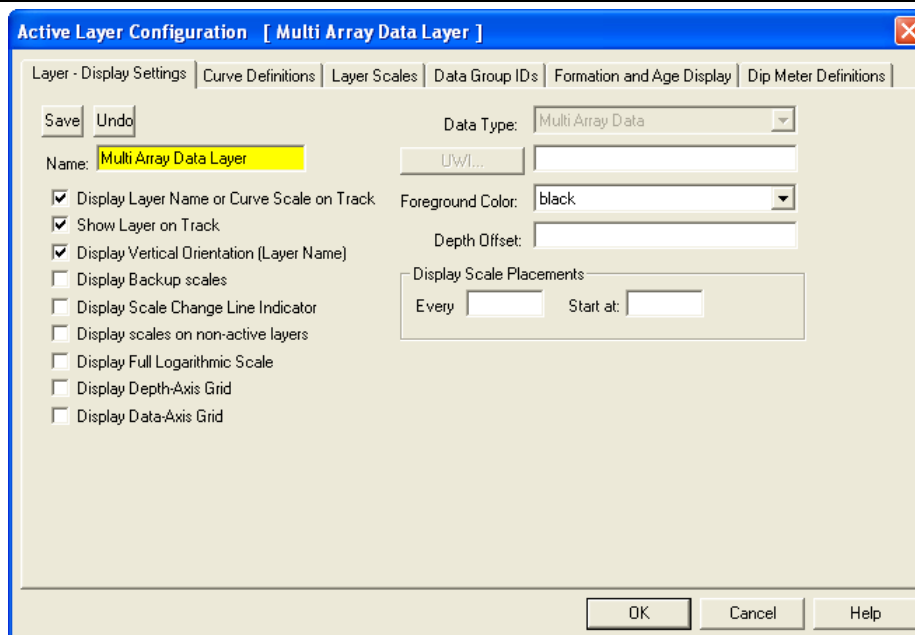 Active Layer Configuration [ Multi Array Data Layer ]
Layer - Display Settings Curve Definitions Layer Scales Data Group IDs Formation and Age Display Dip Meter Definitions
Save Undo
Name: Multi Array Data Layer
Display Layer Name or Curve Scale on Track
Show Layer on Track
Display Vertical Orientation (Layer Name)
Display Backup scales
Display Scale Change Line Indicator
Display scales on non-active layers
Display Full Logarithmic Scale
Display Depth-Axis Grid
Display Data-Axis Grid
Data Type: Multi Array Data
UWI...
Foreground Color: black
Depth Offset:
Display Scale Placements
Every Start at:
OK Cancel Help